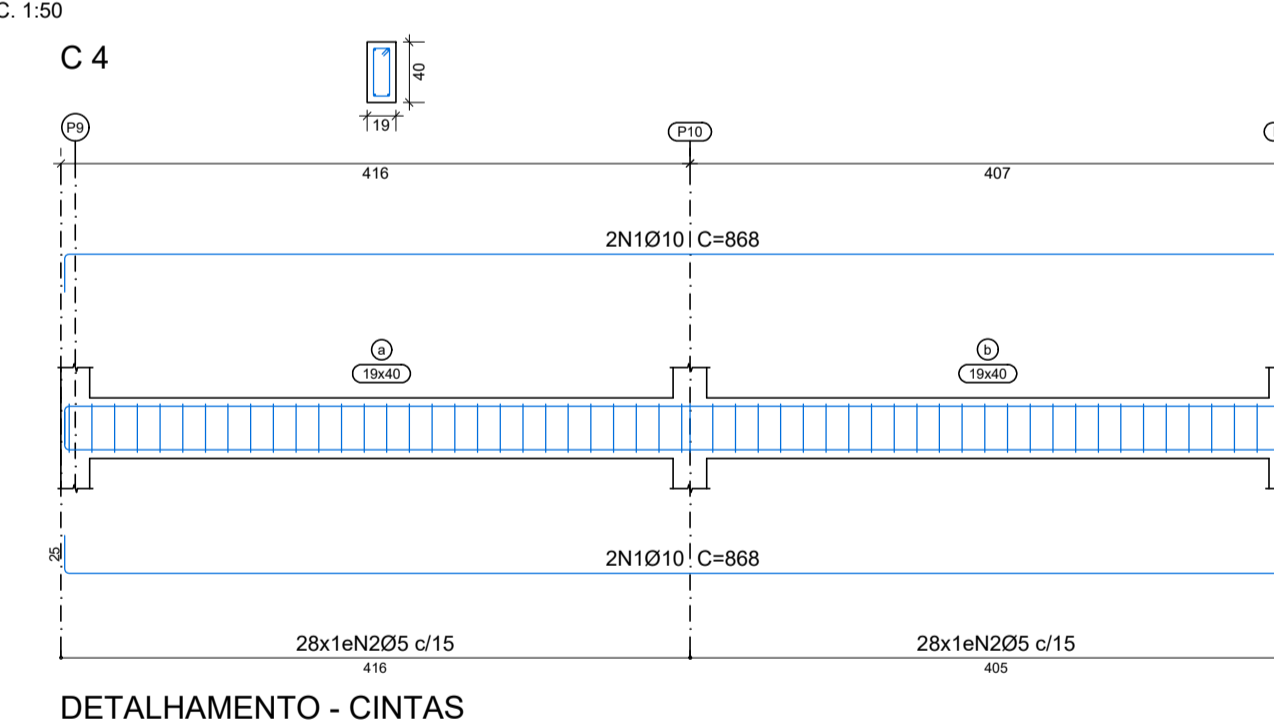 C. 1:50
C 4
40
19
P9
P10
416
407
2N1Ø10 C=868
a
b
19x40
19x40
25
2N1Ø10 C=868
28x1eN2Ø5 c/15
28x1eN2Ø5 c/15
416
405
DETALHAMENTO - CINTAS